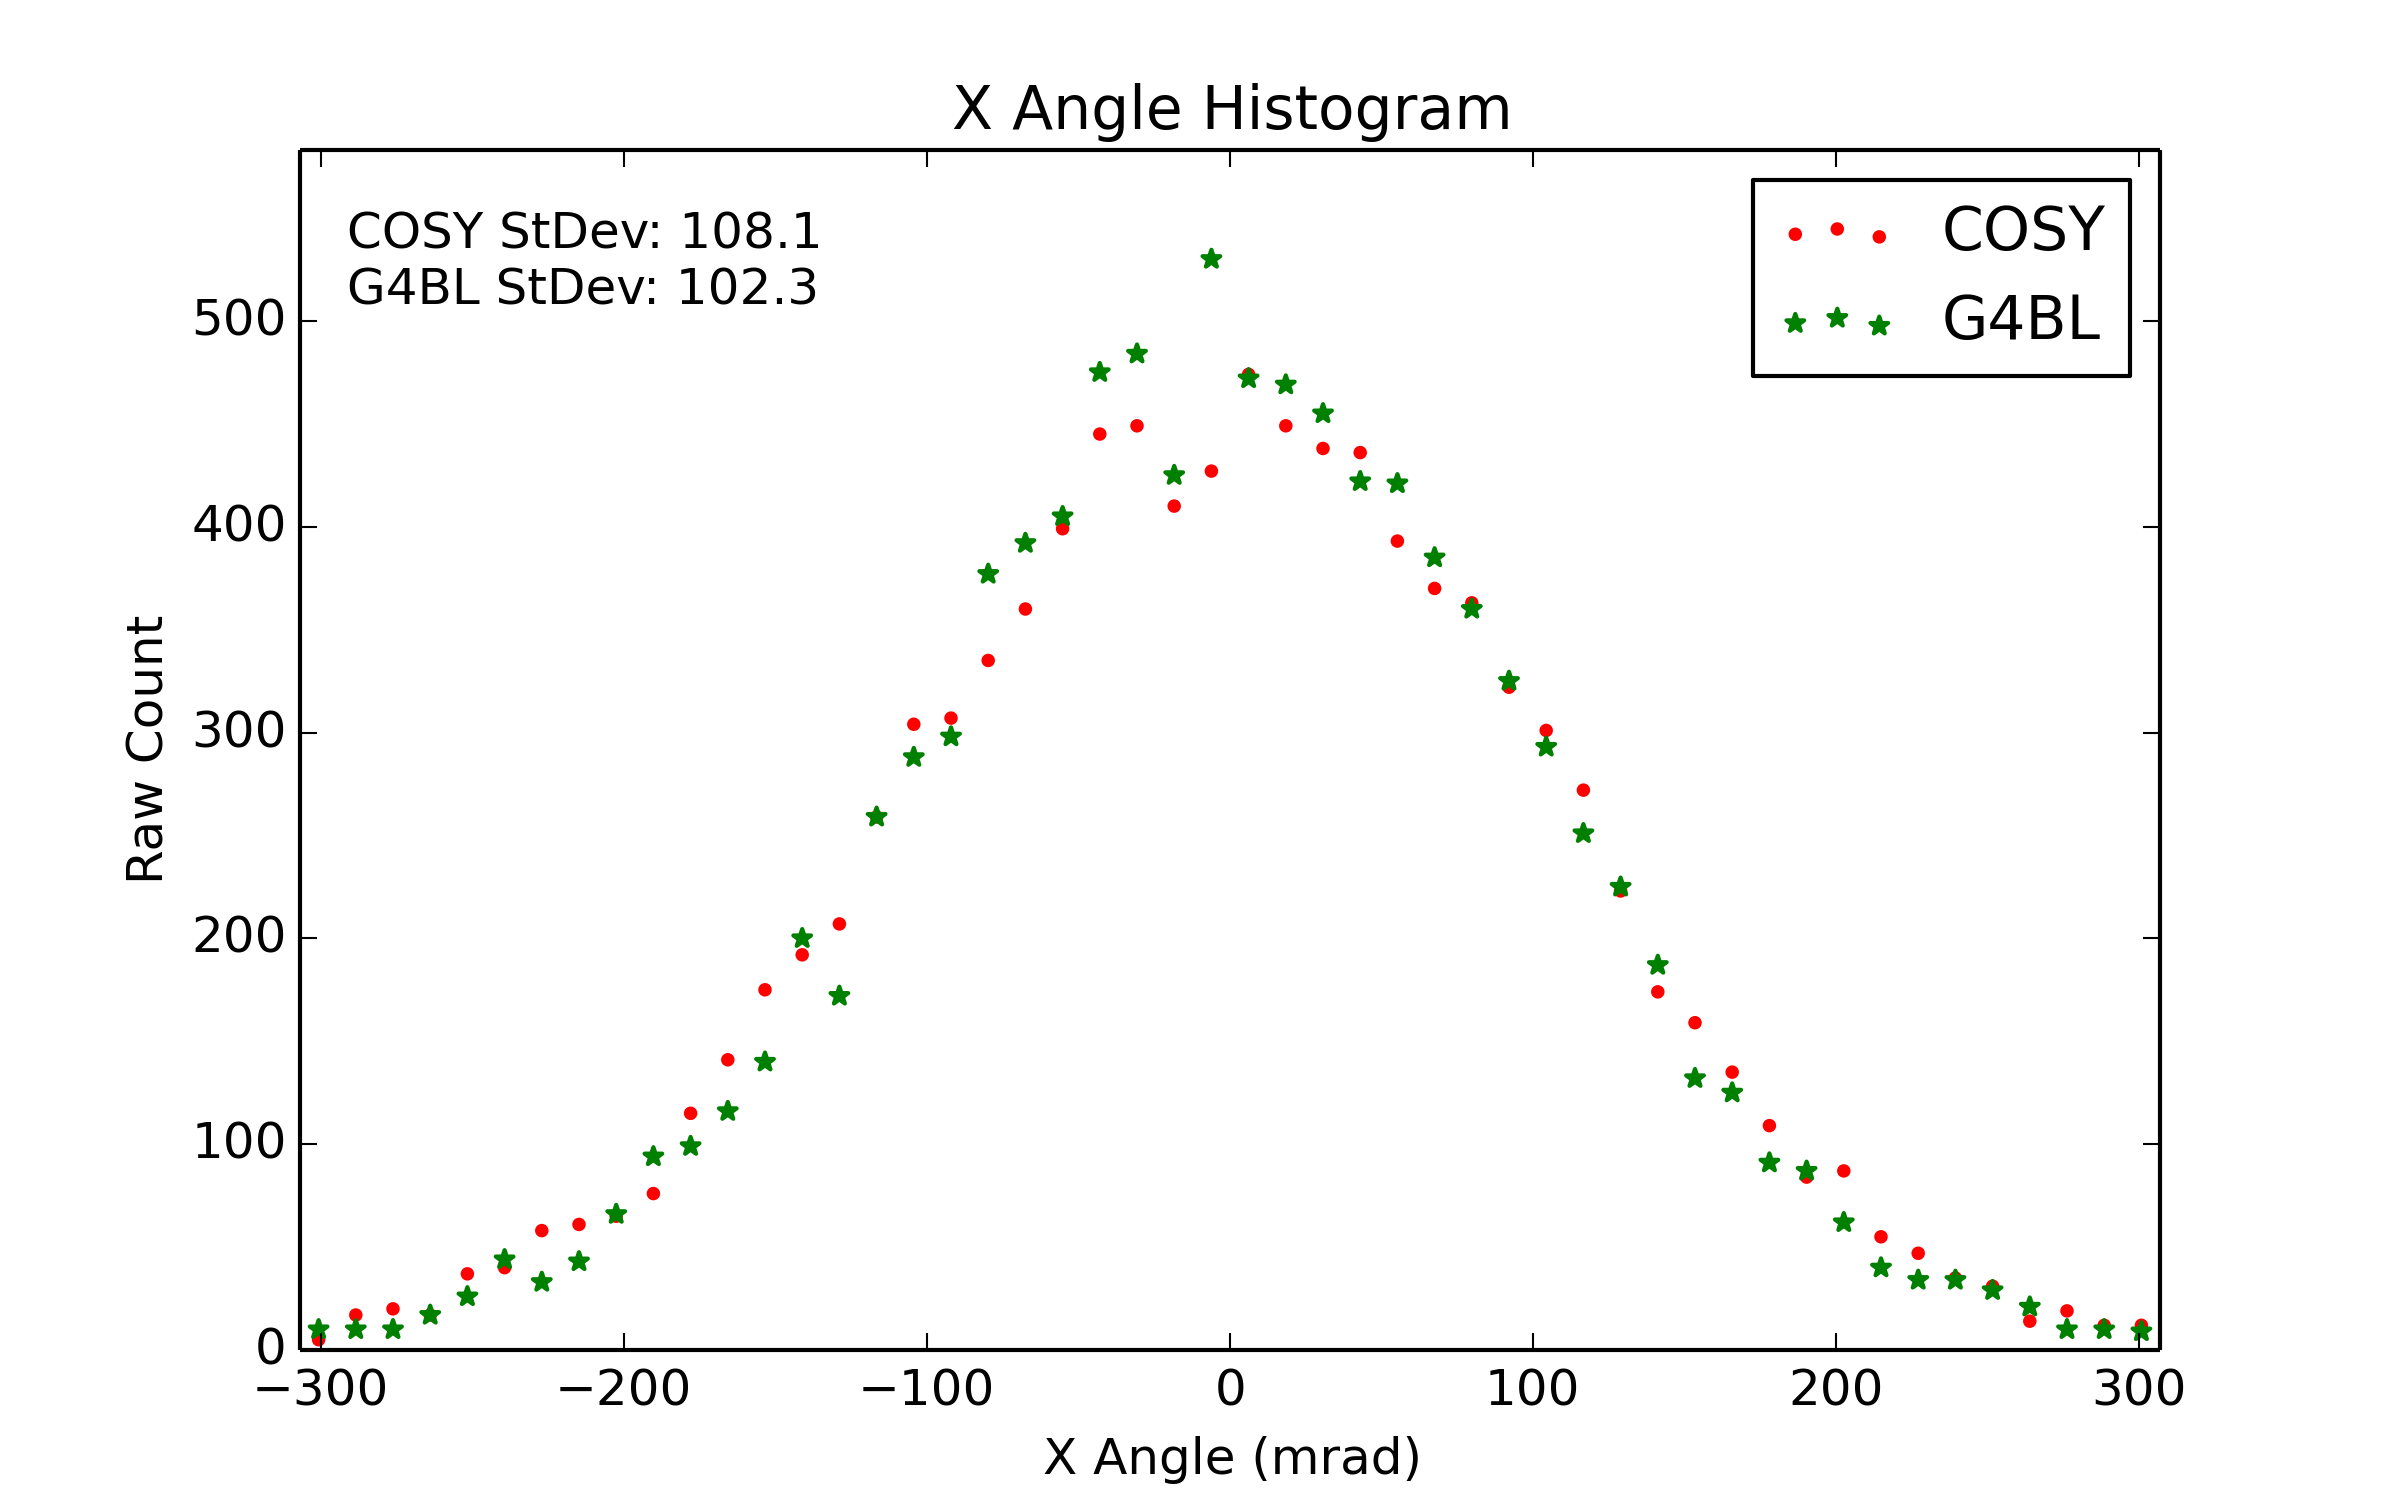 X Angle Histogram
COSY StDev: 108.1
G4BL StDev: 102.3
COSY
G4BL
500
400
300
200
100
0
Raw Count
−300 −200 −100 0 100 200 300
X Angle (mrad)